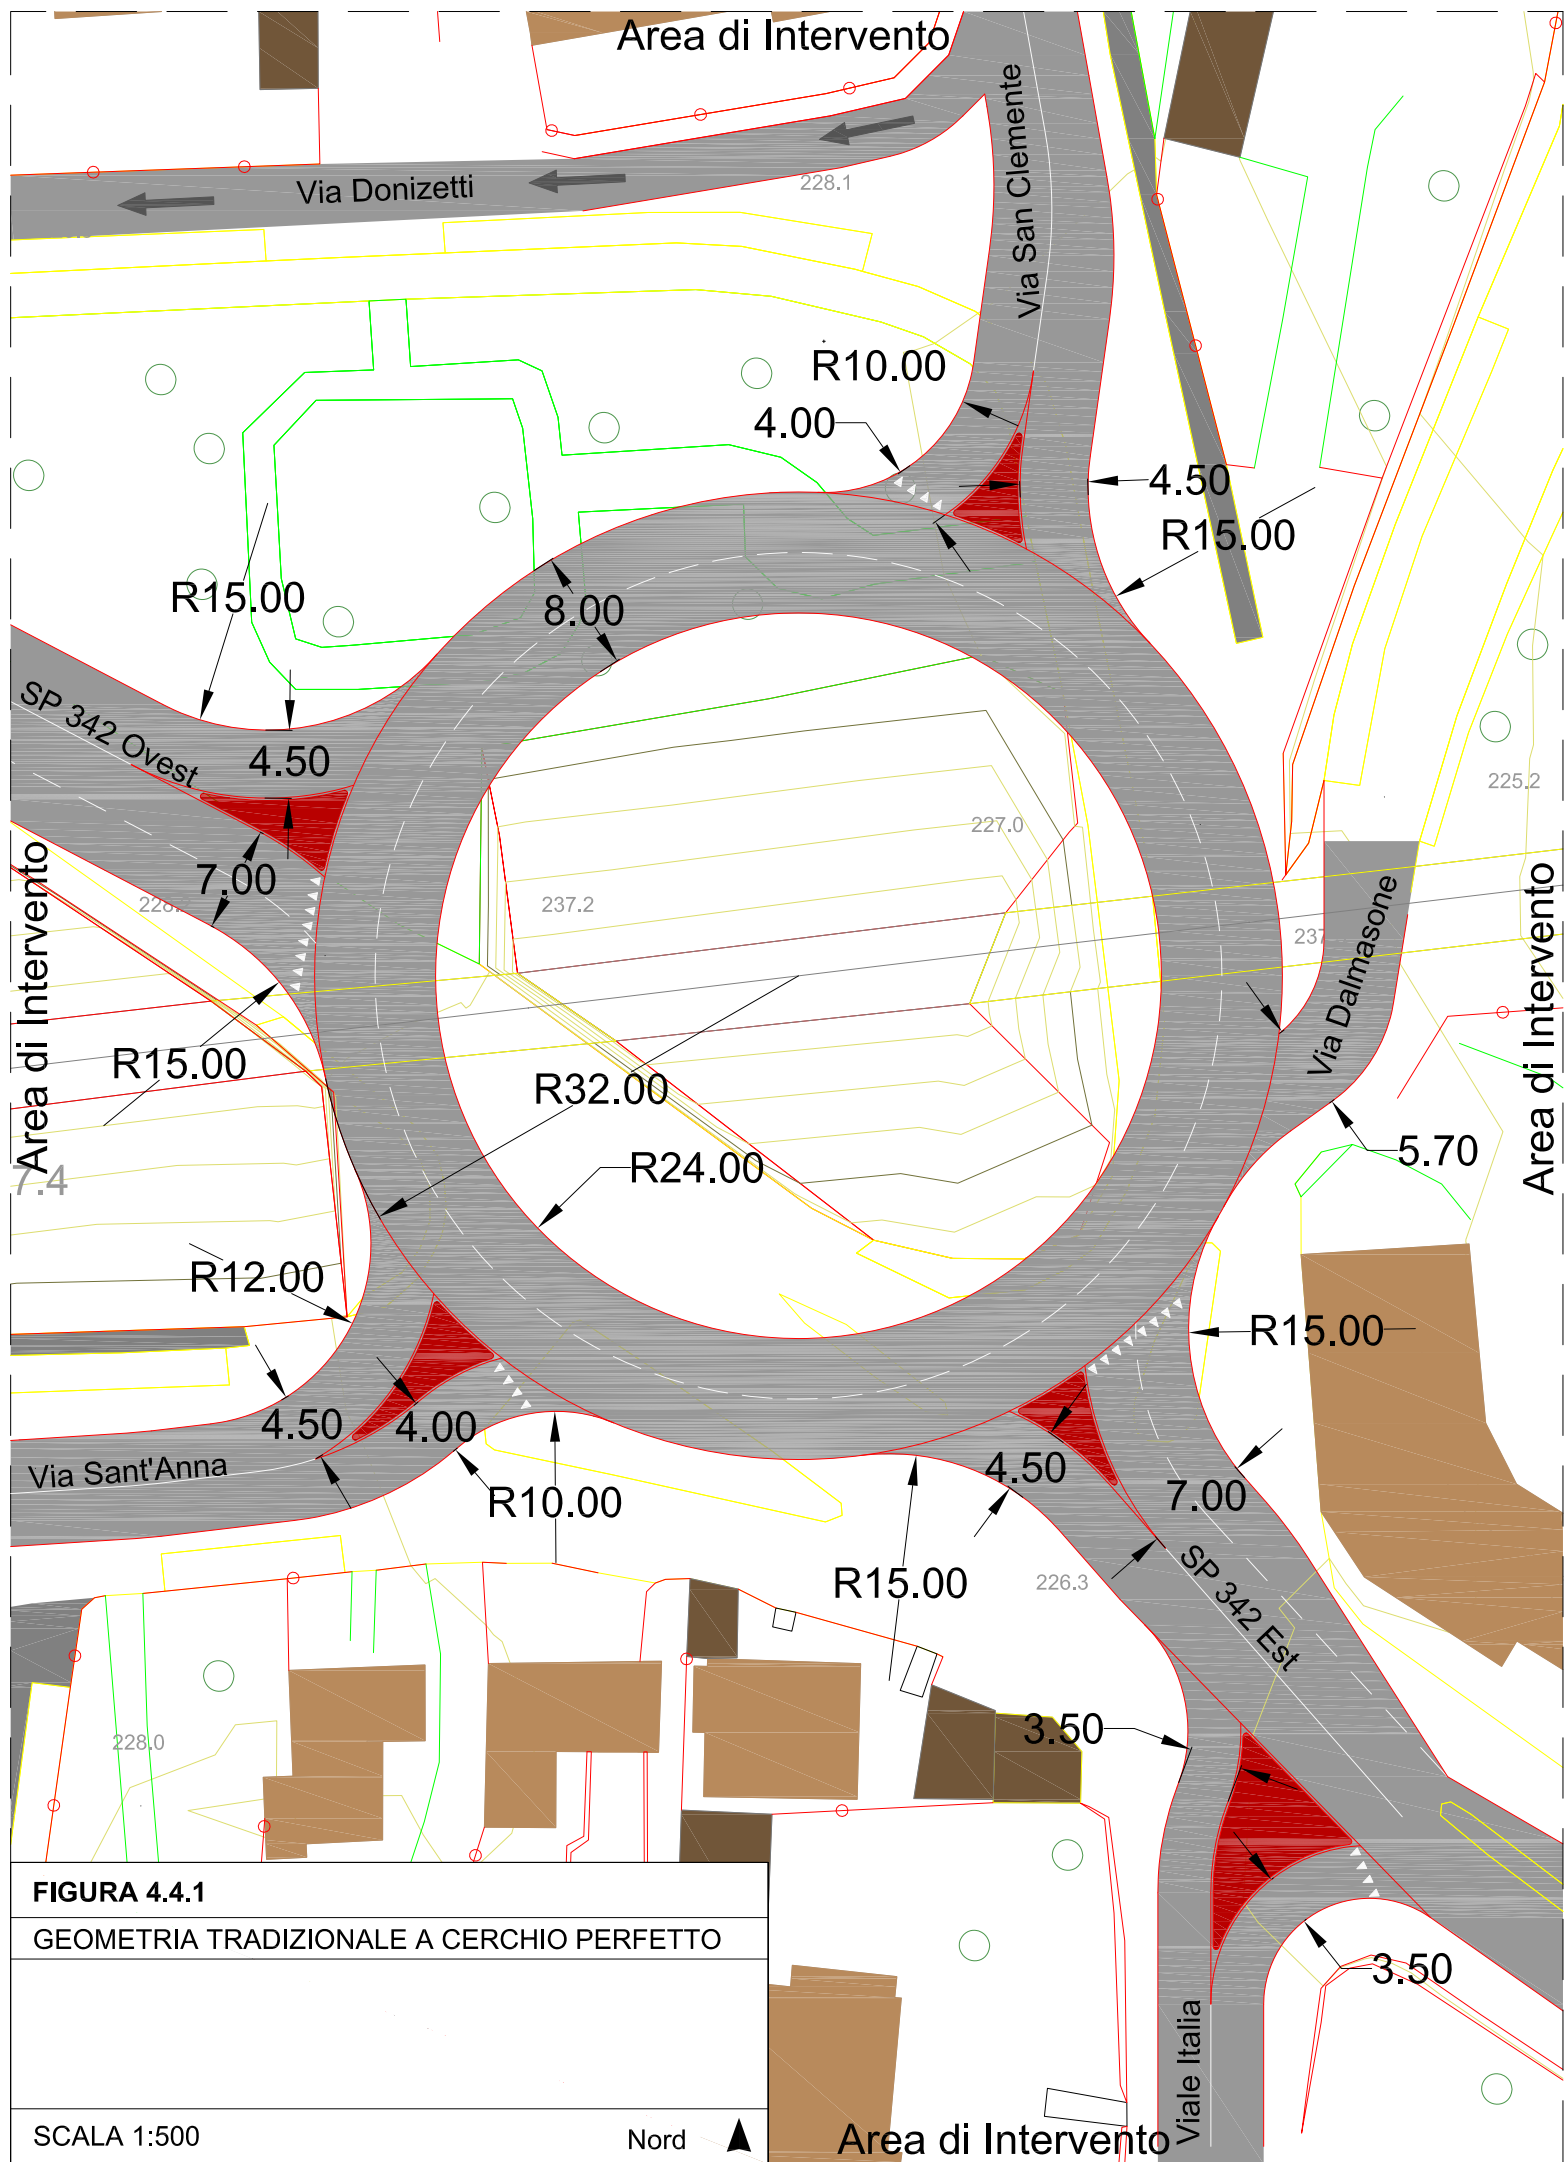 Area di Intervento
Via San Clemente
Via Donizetti
228.1
R10.00
4.00
4.50
R15.00
R15.00
8.00
SP 342 Ovest
4.50
225.2
227.0
7.00
237.2
Via Dalmasone
Area di Intervento
Area di Intervento
R15.00
R32.00
R24.00
5.70
7.4
R12.00
R15.00
4.50
4.00
Via Sant'Anna
4.50
7.00
R10.00
R15.00
226.3
SP 342 Est
228.0
3.50
FIGURA 4.4.1
GEOMETRIA TRADIZIONALE A CERCHIO PERFETTO
3.50
Viale Italia
SCALA 1:500
Nord
Area di Intervento